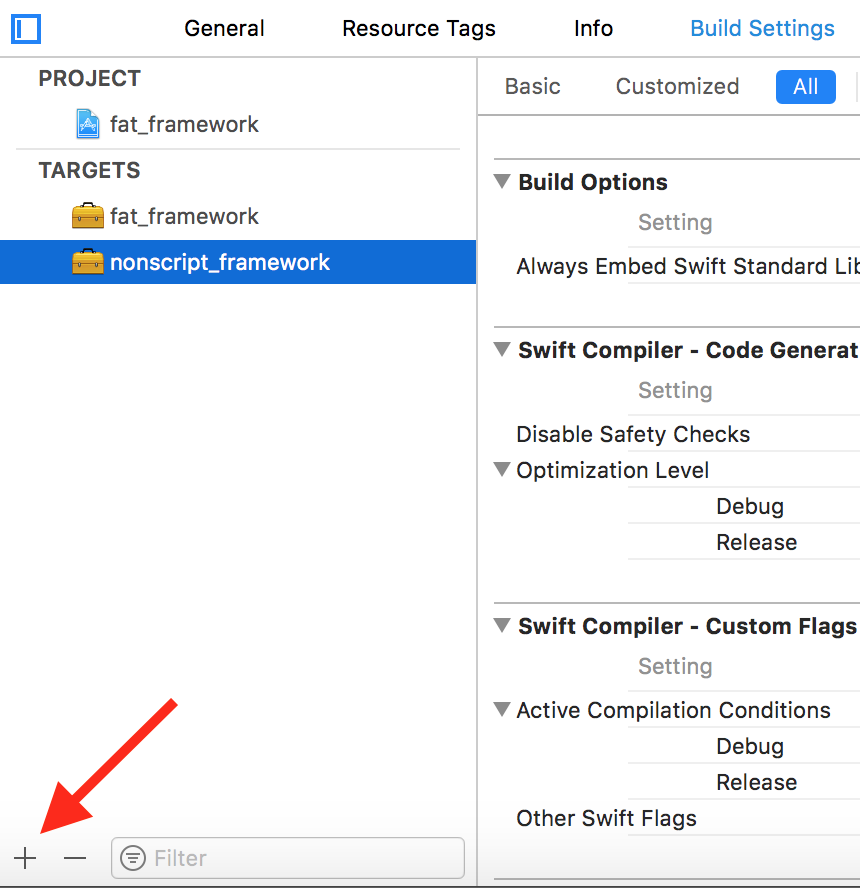 General Resource Tags Info Build Settings
PROJECT
fat_framework
TARGETS
fat_framework
nonscript_framework
Filter
Basic Customized All
Build Options
Setting
Always Embed Swift Standard Lib
Swift Compiler - Code Generat
Setting
Disable Safety Checks
Optimization Level
Debug
Release
Swift Compiler - Custom Flags
Setting
Active Compilation Conditions
Debug
Release
Other Swift Flags